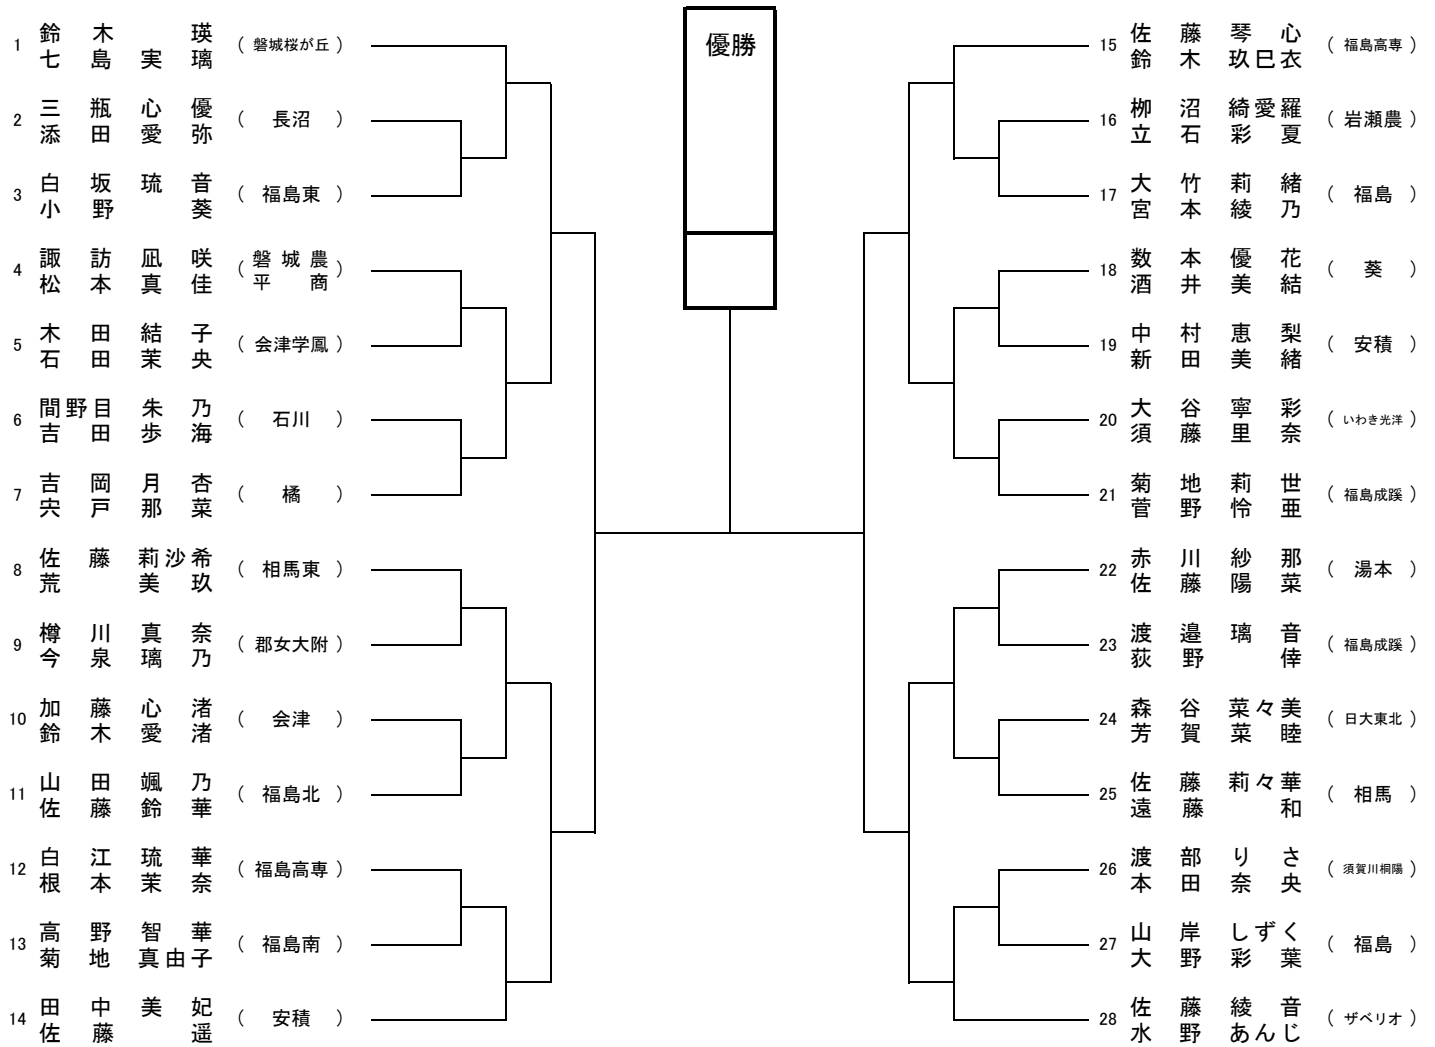 優勝
1 鈴木 瑛 (磐城桜が丘)
七島 実璃
2 三瓶 心優 (長沼)
添田 愛弥
3 白坂 琉音 (福島東)
小野 葵
4 諏訪 凪咲 (磐城農
松本 真佳 平商)
5 木田 結子 (会津学鳳)
石田 茉央
6 間野目 朱乃 (石川)
吉田 歩海
7 吉岡 月杏 (橘)
宍戸 那菜
8 佐藤 莉沙希 (相馬東)
荒 美玖
9 樽川 真奈 (郡女大附)
今泉 璃乃
10 加藤 心渚 (会津)
鈴木 愛渚
11 山田 颯乃 (福島北)
佐藤 鈴華
12 白江 琉華 (福島高専)
根本 茉奈
13 高野 智華 (福島南)
菊地 真由子
14 田中 美妃 (安積)
佐藤 遥
15 佐藤 琴心 (福島高専)
鈴木 玖巳衣
16 栁沼 綺愛羅 (岩瀬農)
立石 彩夏
17 大竹 莉緒 (福島)
宮本 綾乃
18 数本 優花 (葵)
酒井 美結
19 中村 恵梨 (安積)
新田 美緒
20 大谷 寧彩 (いわき光洋)
須藤 里奈
21 菊地 莉世 (福島成蹊)
菅野 怜亜
22 赤川 紗那 (湯本)
佐藤 陽菜
23 渡邉 璃音 (福島成蹊)
荻野 倖
24 森谷 菜々美 (日大東北)
芳賀 菜睦
25 佐藤 莉々華 (相馬)
遠藤 和
26 渡部 りさ (須賀川桐陽)
本田 奈央
27 山岸 しずく (福島)
大野 彩葉
28 佐藤 綾音 (ザベリオ)
水野 あんじ